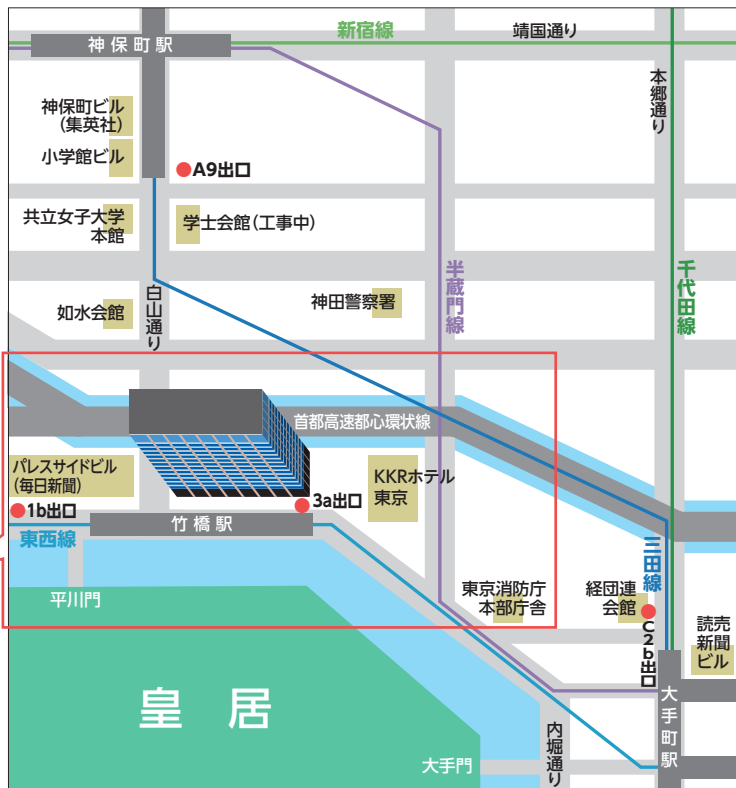 新宿線
靖国通り
神保町駅
本郷通り
神保町ビル
(集英社)
小学館ビル
A9出口
共立女子大学
本館
学士会館(工事中)
半蔵門線
千代田線
白山通り
如水会館
神田警察署
首都高速都心環状線
パレスサイドビル
(毎日新聞)
KKRホテル
東京
1b出口
3a出口
竹橋駅
東西線
三田線
平川門
東京消防庁
本部庁舎
経団連
会館
C2b出口
読売
新聞
ビル
皇居
大手町駅
内堀通り
大手門